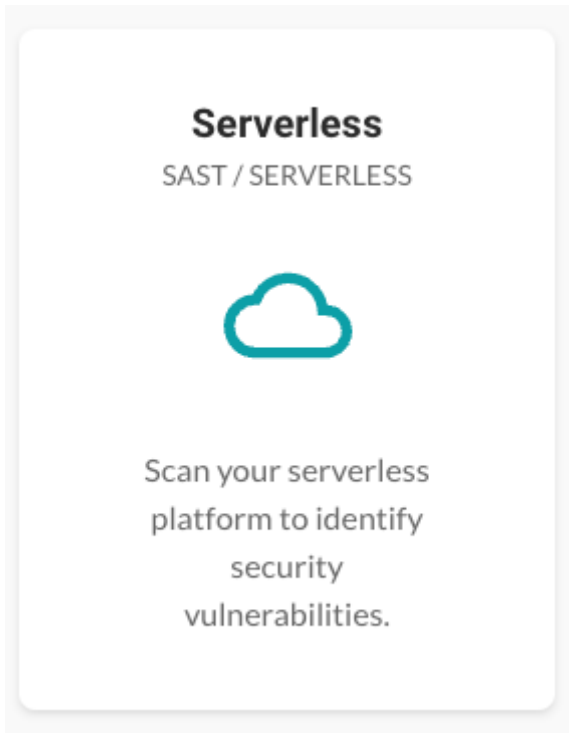 Serverless
SAST / SERVERLESS
Scan your serverless
platform to identify
security
vulnerabilities.